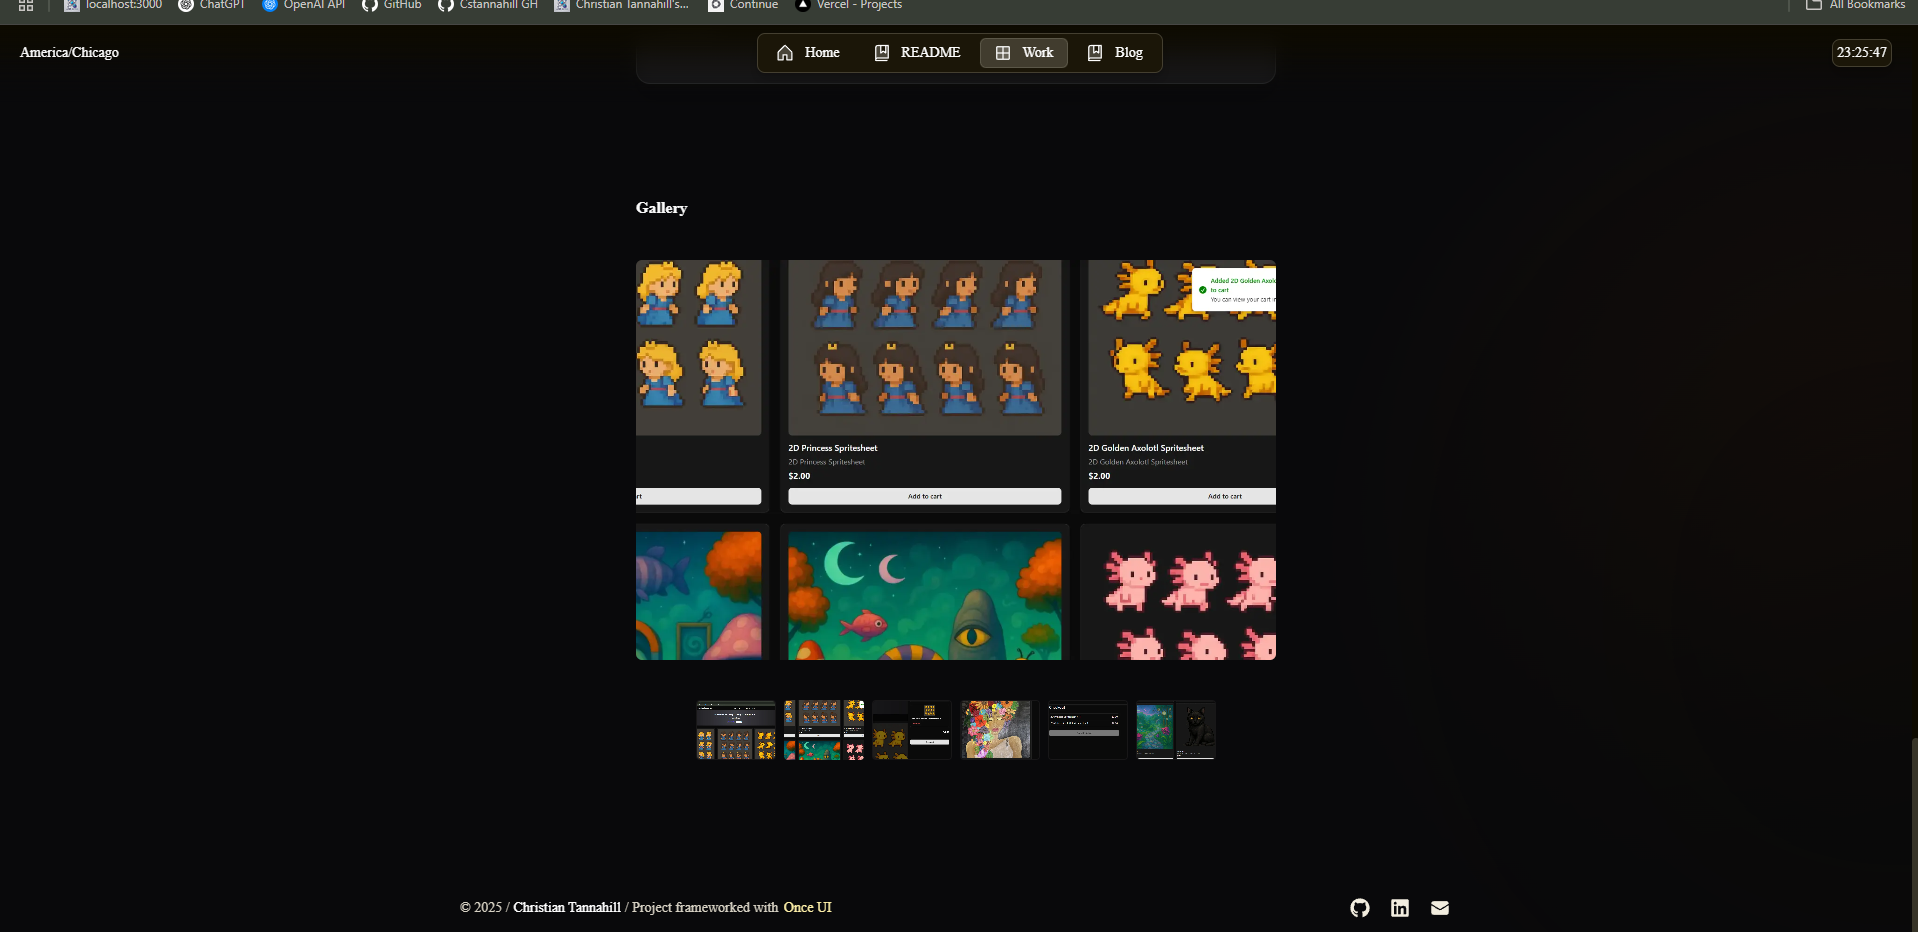 localhost:3000 ChatGPT OpenAI API GitHub Cstannahill GH Christian Tannahill's... Continue Vercel - Projects All Bookmarks
America/Chicago Home README Work Blog 23:25:47
Gallery
Added 2D Golden Axolo
to cart
You can view your cart in
2D Princess Spritesheet 2D Golden Axolotl Spritesheet
2D Princess Spritesheet 2D Golden Axolotl Spritesheet
$2.00 $2.00
rt Add to cart Add to cart
© 2025 / Christian Tannahill / Project frameworked with Once UI